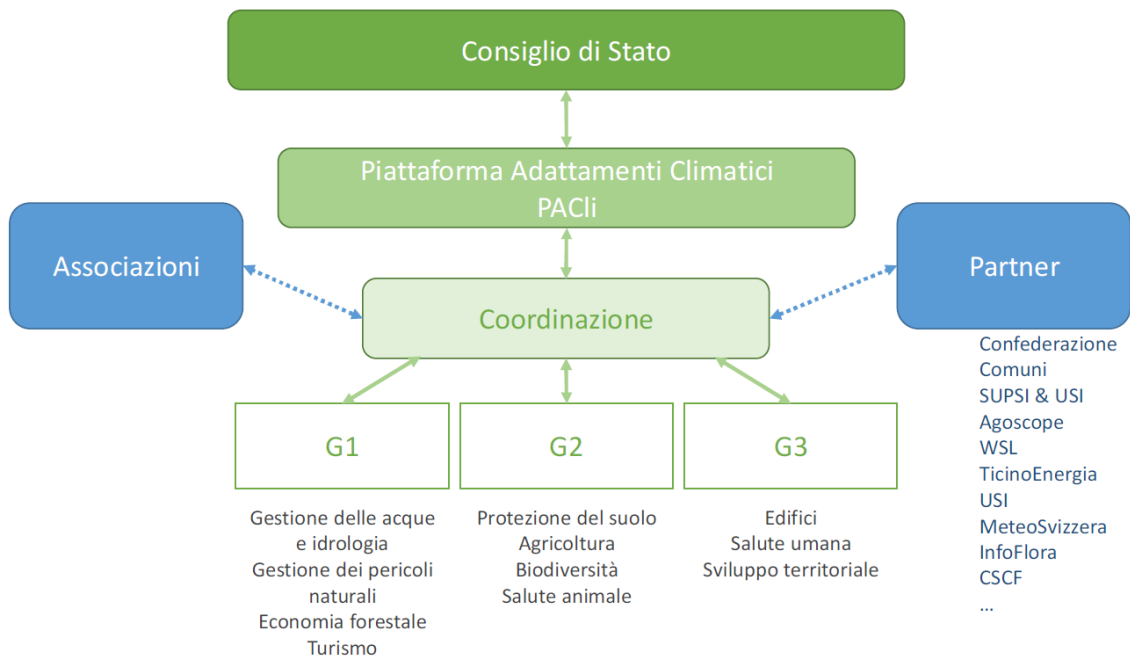 Consiglio di Stato
Piattaforma Adattamenti Climatici
PACli
Associazioni
Partner
Coordinazione
Confederazione
Comuni
SUPSI & USI
Agoscope
WSL
TicinoEnergia
USI
MeteoSvizzera
InfoFlora
CSCF
...
G1
G2
G3
Gestione delle acque
e idrologia
Gestione dei pericoli
naturali
Economia forestale
Turismo
Protezione del suolo
Agricoltura
Biodiversità
Salute animale
Edifici
Salute umana
Sviluppo territoriale